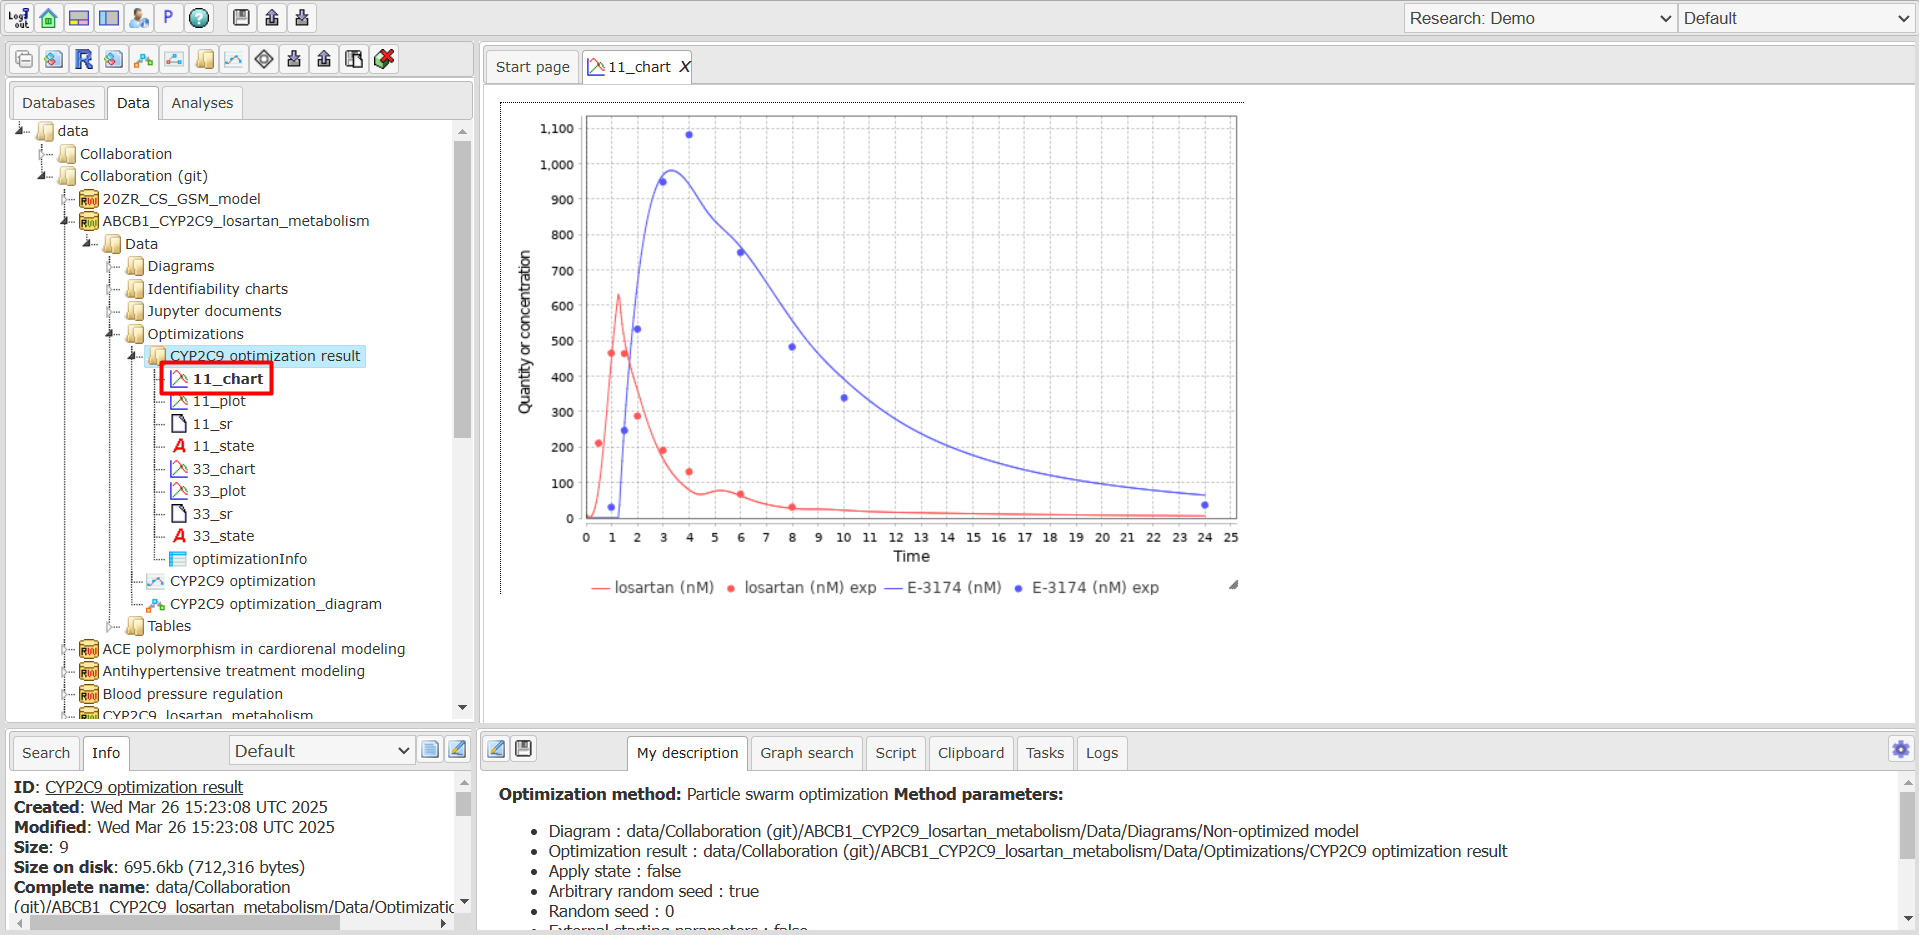 Log out
P
Research: Demo
Default
R
Start page
11_chart X
Databases
Data
Analyses
data
Collaboration
Collaboration (git)
20ZR_CS_GSM_model
ABCB1_CYP2C9_losartan_metabolism
Data
Diagrams
Identifiability charts
Jupyter documents
Optimizations
CYP2C9 optimization result
11_chart
11_plot
11_sr
11_state
33_chart
33_plot
33_sr
33_state
optimizationInfo
CYP2C9 optimization
CYP2C9 optimization_diagram
Tables
ACE polymorphism in cardiorenal modeling
Antihypertensive treatment modeling
Blood pressure regulation
CYP2C9_losartan_metabolism
1,100
1,000
900
800
700
600
500
400
300
200
100
0
Quantity or concentration
0 1 2 3 4 5 6 7 8 9 10 11 12 13 14 15 16 17 18 19 20 21 22 23 24 25
Time
losartan (nM) losartan (nM) exp E-3174 (nM) E-3174 (nM) exp
Search
Info
Default
ID: CYP2C9 optimization result
Created: Wed Mar 26 15:23:08 UTC 2025
Modified: Wed Mar 26 15:23:08 UTC 2025
Size: 9
Size on disk: 695.6kb (712,316 bytes)
Complete name: data/Collaboration
(git)/ABCB1_CYP2C9_losartan_metabolism/Data/Optimizatio
My description
Graph search
Script
Clipboard
Tasks
Logs
Optimization method: Particle swarm optimization Method parameters:
• Diagram : data/Collaboration (git)/ABCB1_CYP2C9_losartan_metabolism/Data/Diagrams/Non-optimized model
• Optimization result : data/Collaboration (git)/ABCB1_CYP2C9_losartan_metabolism/Data/Optimizations/CYP2C9 optimization result
• Apply state : false
• Arbitrary random seed : true
• Random seed : 0
• External starting parameters : false